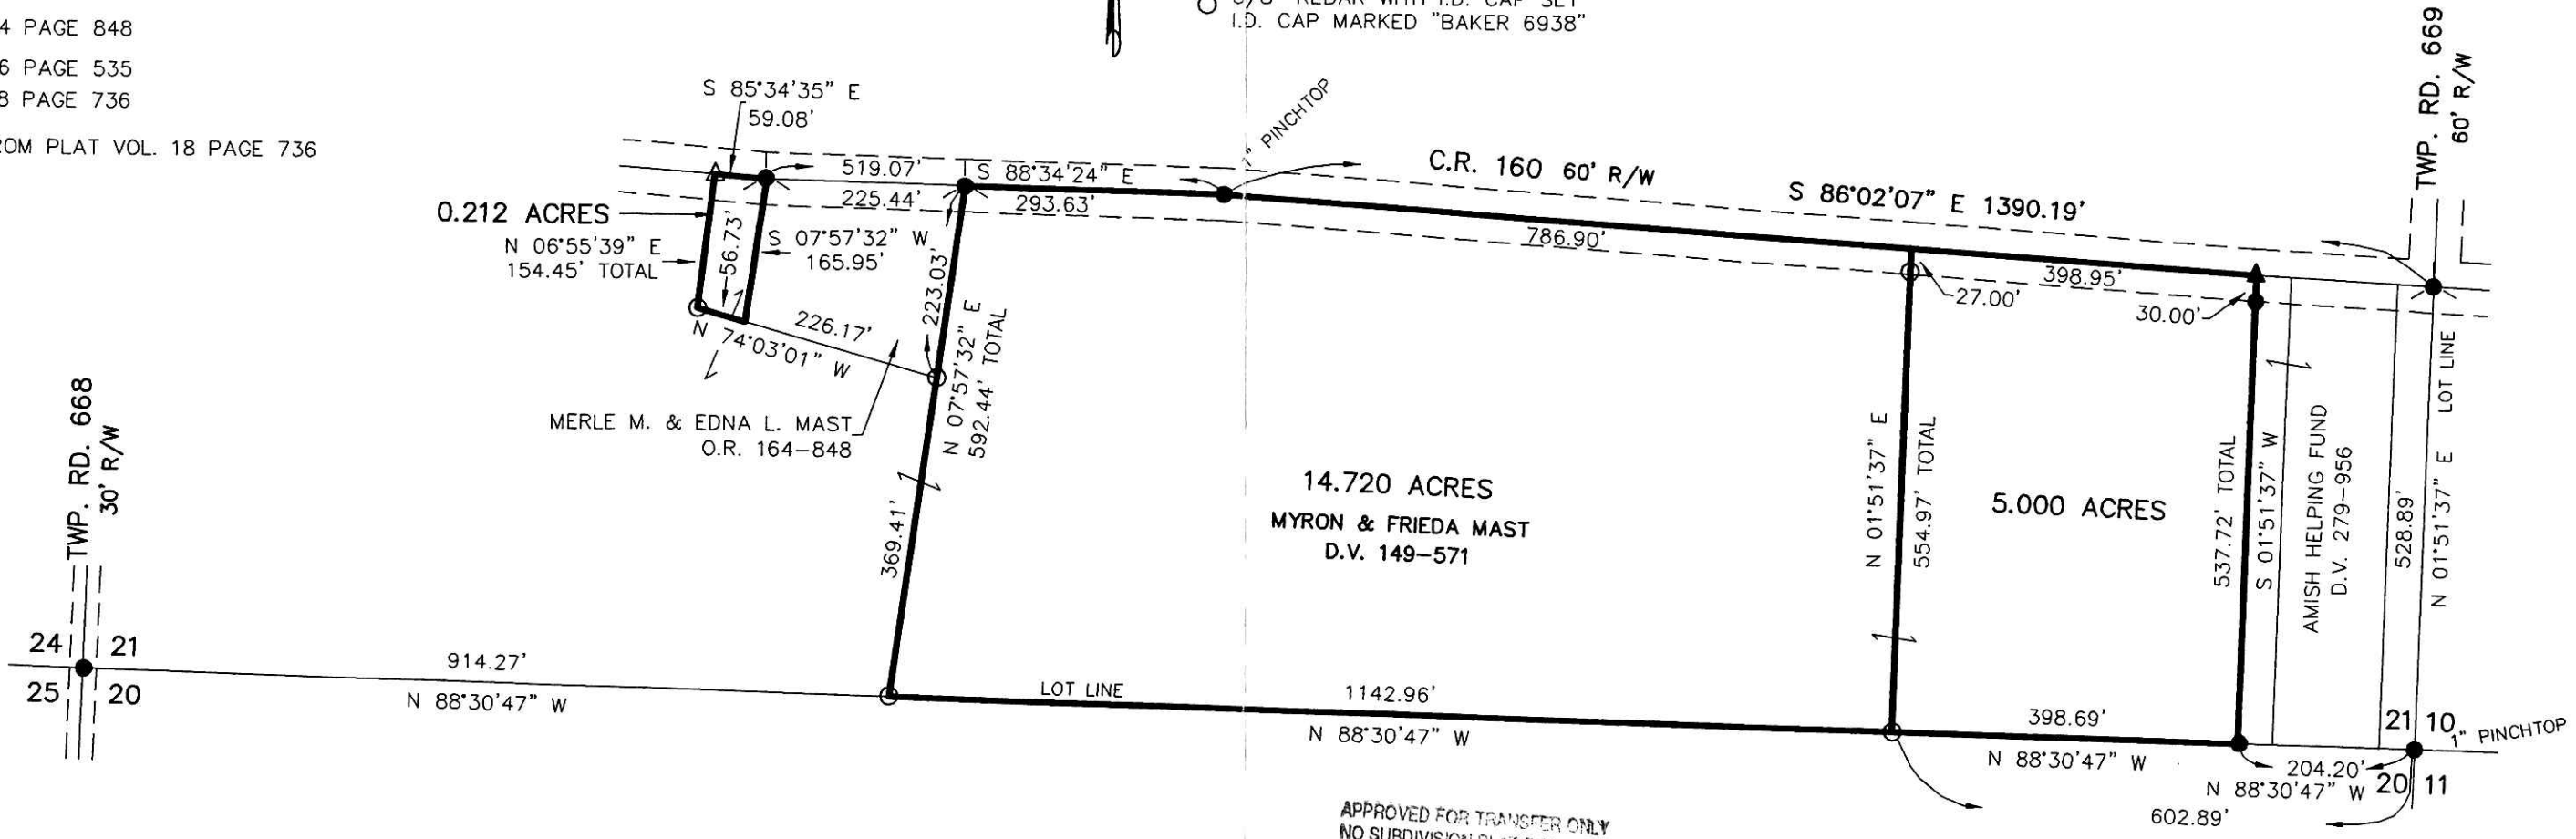 4 PAGE 848
6 PAGE 535
8 PAGE 736
ROM PLAT VOL. 18 PAGE 736
5/8" REBAR WITH I.D. CAP SET
I.D. CAP MARKED "BAKER 6938"
TWP. RD. 669
60' R/W
S 85°34'35" E
59.08'
1" PINCHTOP
519.07'
S 88°34'24" E
225.44'
293.63'
C.R. 160 60' R/W
S 86°02'07" E 1390.19'
786.90'
398.95'
27.00'
30.00'
0.212 ACRES
N 06°55'39" E
154.45' TOTAL
56.73'
S 07°57'32" W
165.95'
223.03'
N 07°57'32" E
592.44' TOTAL
226.17'
N 74°03'01" W
MERLE M. & EDNA L. MAST
O.R. 164-848
369.41'
TWP. RD. 668
30' R/W
14.720 ACRES
MYRON & FRIEDA MAST
D.V. 149-571
N 01°51'37" E
554.97' TOTAL
5.000 ACRES
537.72' TOTAL
S 01°51'37" W
AMISH HELPING FUND
D.V. 279-956
528.89'
N 01°51'37" E LOT LINE
24 21
25 20
914.27'
N 88°30'47" W
LOT LINE
1142.96'
N 88°30'47" W
398.69'
N 88°30'47" W
204.20'
N 88°30'47" W
21 10
20 11
1" PINCHTOP
602.89'
APPROVED FOR TRANSFER ONLY
NO SUBDIVISION